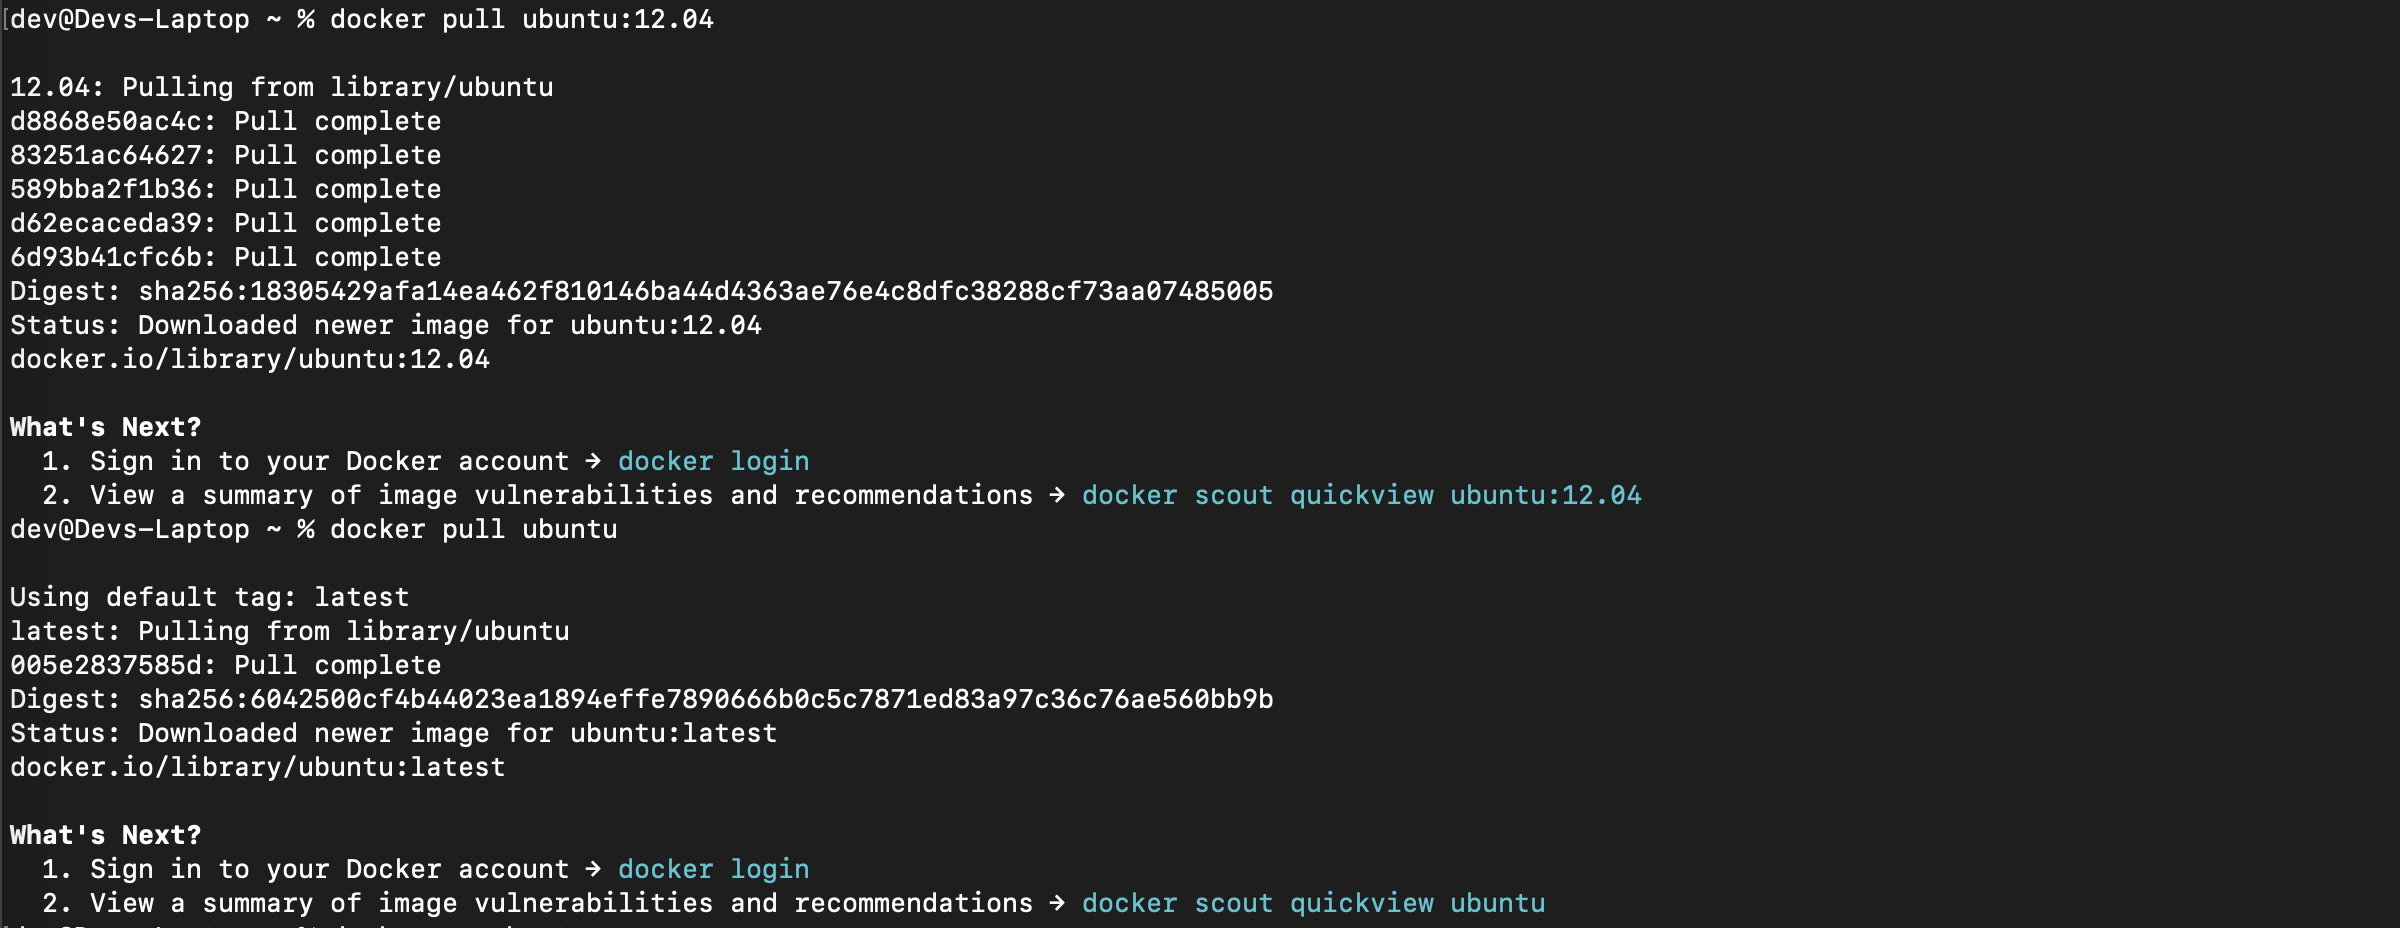 dev@Devs-Laptop ~ % docker pull ubuntu:12.04
12.04: Pulling from library/ubuntu
d8868e50ac4c: Pull complete
83251ac64627: Pull complete
589bba2f1b36: Pull complete
d62ecaceda39: Pull complete
6d93b41cfc6b: Pull complete
Digest: sha256:18305429afa14ea462f810146ba44d4363ae76e4c8dfc38288cf73aa07485005
Status: Downloaded newer image for ubuntu:12.04
docker.io/library/ubuntu:12.04
What's Next?
1. Sign in to your Docker account → docker login
2. View a summary of image vulnerabilities and recommendations → docker scout quickview ubuntu:12.04
dev@Devs-Laptop ~ % docker pull ubuntu
Using default tag: latest
latest: Pulling from library/ubuntu
005e2837585d: Pull complete
Digest: sha256:6042500cf4b44023ea1894effe7890666b0c5c7871ed83a97c36c76ae560bb9b
Status: Downloaded newer image for ubuntu:latest
docker.io/library/ubuntu:latest
What's Next?
1. Sign in to your Docker account → docker login
2. View a summary of image vulnerabilities and recommendations → docker scout quickview ubuntu